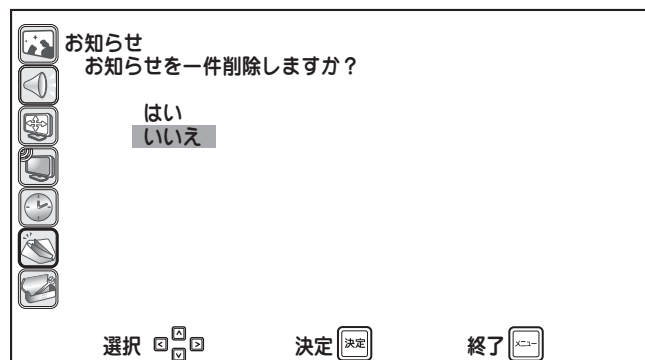 お知らせ
お知らせを一件削除しますか？
はい
いいえ
選択 決定 決定 終了 メニュー